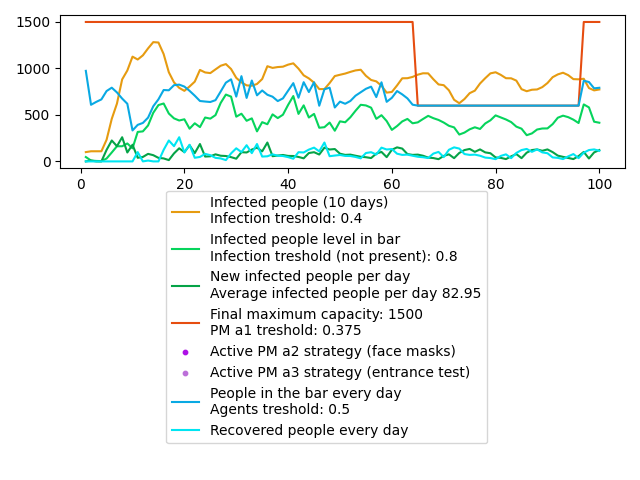 1500
1000
500
0
0
20
40
60
80
100
Infected people (10 days)
Infection treshold: 0.4
Infected people level in bar
Infection treshold (not present): 0.8
New infected people per day
Average infected people per day 82.95
Final maximum capacity: 1500
PM a1 treshold: 0.375
Active PM a2 strategy (face masks)
Active PM a3 strategy (entrance test)
People in the bar every day
Agents treshold: 0.5
Recovered people every day